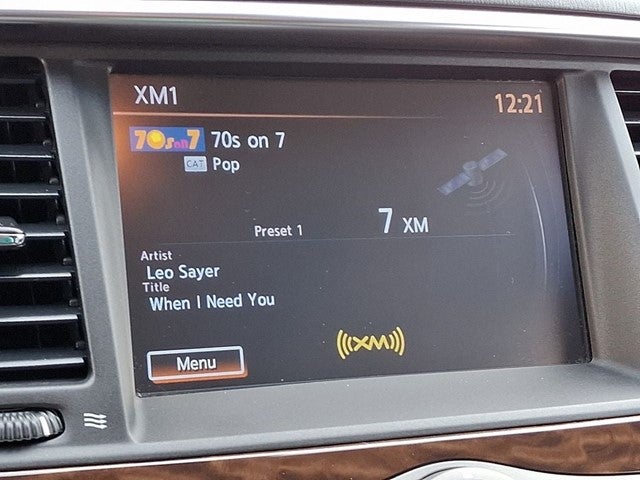 XM1
12:21
70s on 7 70s on 7
CAT Pop
7 XM
Preset 1
Artist
Leo Sayer
Title
When I Need You
((XM))
Menu